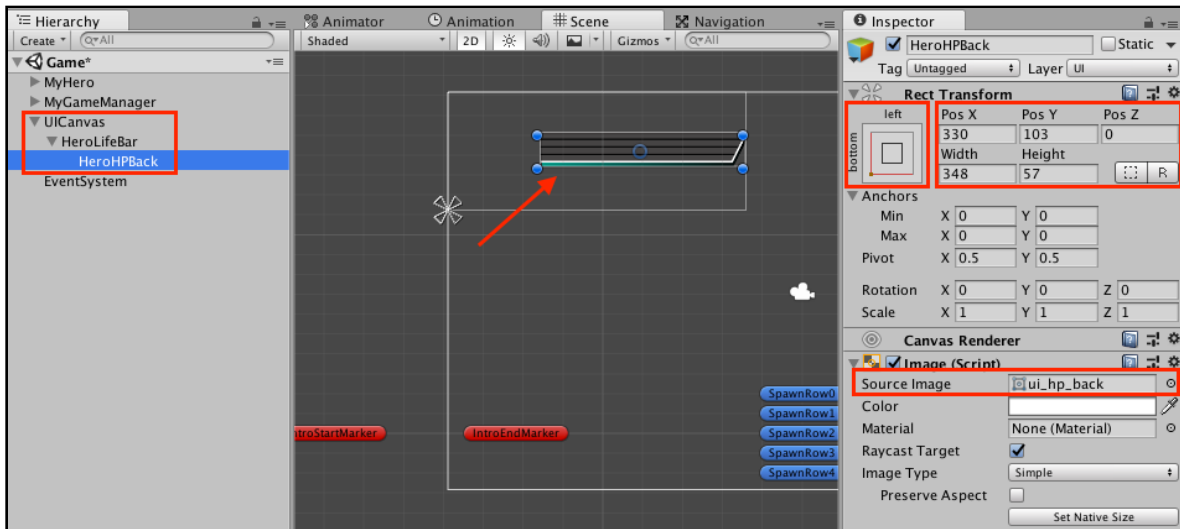 Hierarchy
Create
All
Game*
MyHero
MyGameManager
UICanvas
HeroLifeBar
HeroHPBack
EventSystem
Animator Animation Scene Navigation
Shaded 2D Gizmos All
SpawnRow0
SpawnRow1
SpawnRow2
SpawnRow3
SpawnRow4
ntroStartMarker
IntroEndMarker
Inspector
HeroHPBack Static
Tag Untagged Layer UI
Rect Transform
left
bottom
Pos X Pos Y Pos Z
330 103 0
Width Height
348 57 R
Anchors
Min X 0 Y 0
Max X 0 Y 0
Pivot X 0.5 Y 0.5
Rotation X 0 Y 0 Z 0
Scale X 1 Y 1 Z 1
Canvas Renderer
Image (Script)
Source Image ui_hp_back
Color
Material None (Material)
Raycast Target
Image Type Simple
Preserve Aspect
Set Native Size